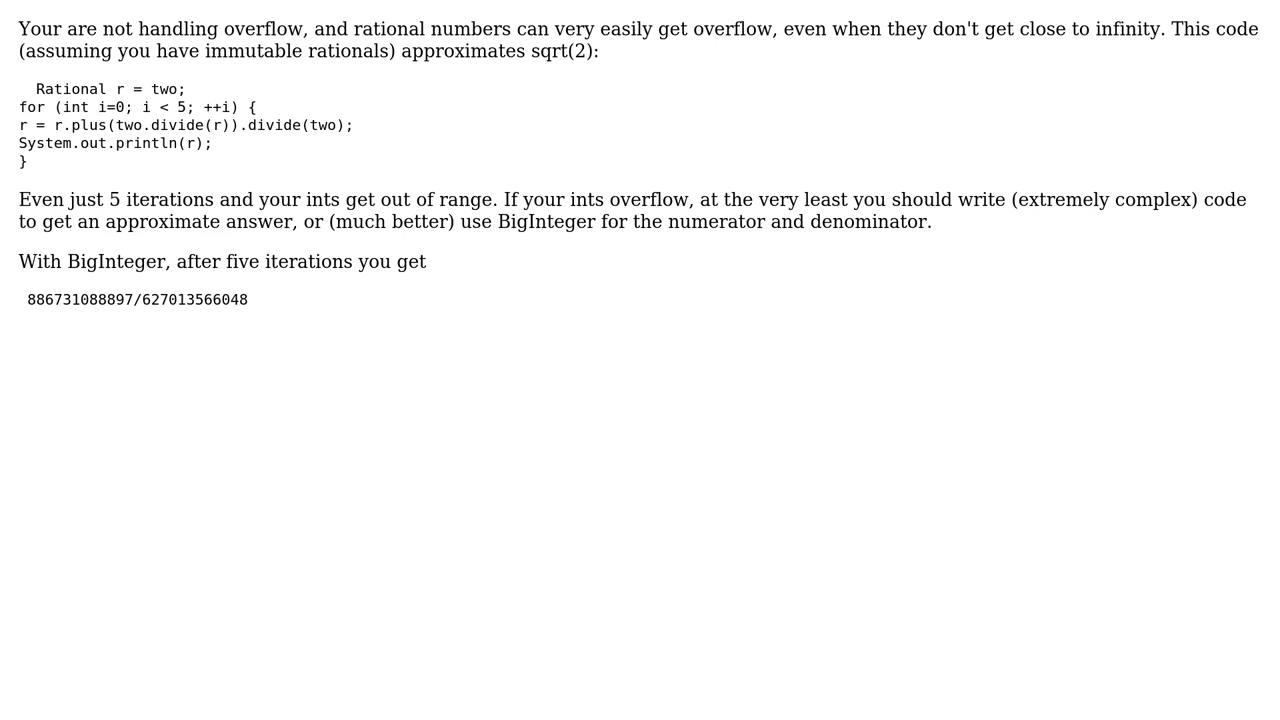 Your are not handling overflow, and rational numbers can very easily get overflow, even when they don't get close to infinity. This code
(assuming you have immutable rationals) approximates sqrt(2):
Rational r = two;
for (int i=0; i < 5; ++i) {
r = r.plus(two.divide(r)).divide(two);
System.out.println(r);
}
Even just 5 iterations and your ints get out of range. If your ints overflow, at the very least you should write (extremely complex) code
to get an approximate answer, or (much better) use BigInteger for the numerator and denominator.
With BigInteger, after five iterations you get
886731088897/627013566048